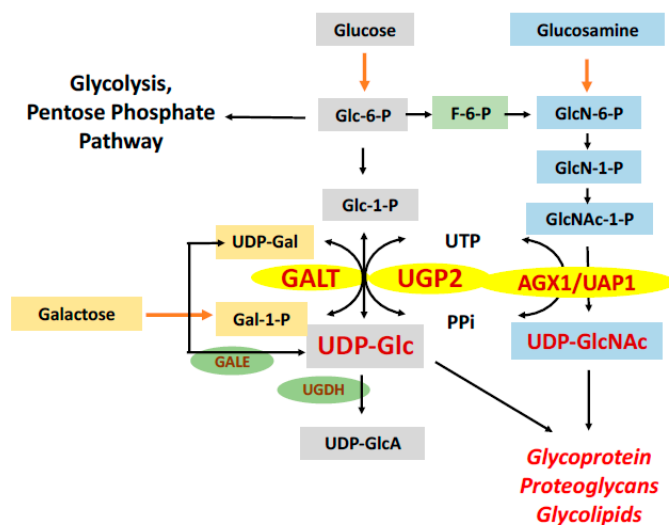 Glucose
Glucosamine
Glycolysis,
Pentose Phosphate
Pathway
Glc-6-P
F-6-P
GlcN-6-P
GlcN-1-P
Glc-1-P
GlcNAc-1-P
UDP-Gal
UTP
GALT
UGP2
AGX1/UAP1
Galactose
Gal-1-P
PPi
UDP-Glc
UDP-GlcNAc
GALE
UGDH
UDP-GlcA
Glycoprotein
Proteoglycans
Glycolipids